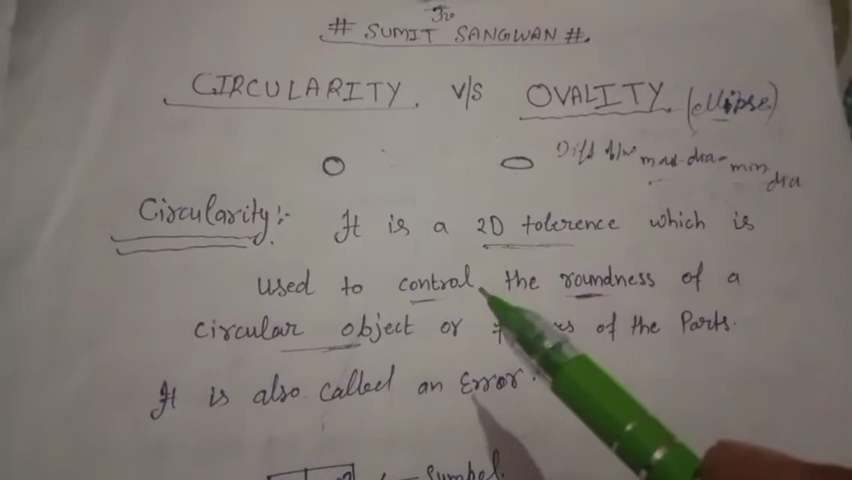 # SUMIT SANGWAN #
CIRCULARITY V/S OVALITY (ellipse)
Diff b/w max dia - min dia
Circularity:- It is a 2D tolerence which is
used to control the roundness of a
circular object or of the Parts.
It is also called an Error.
Symbol